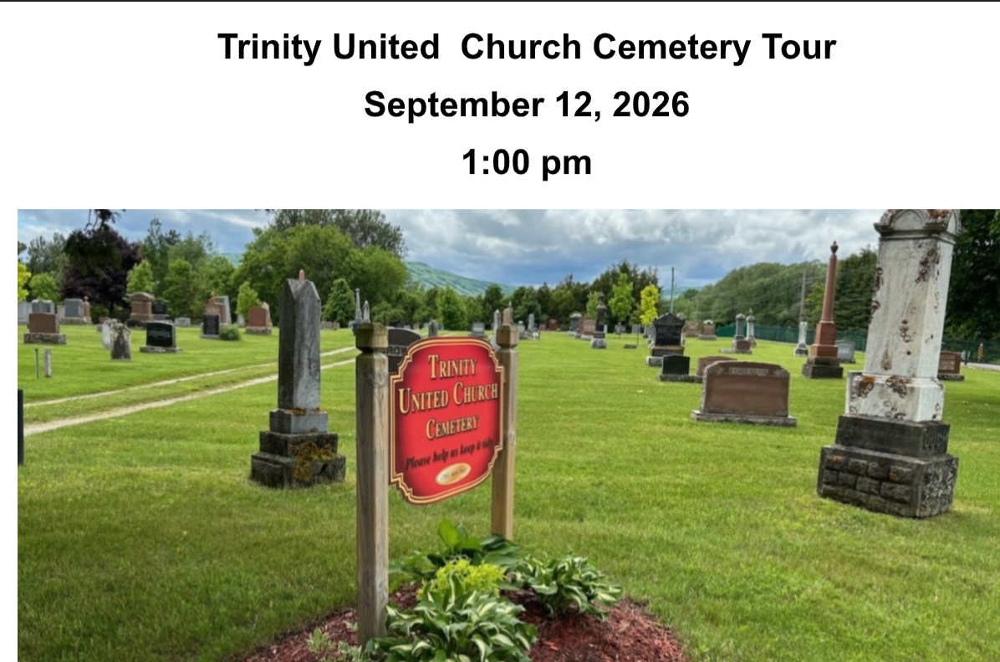 Trinity United  Church Cemetery Tour
September 12, 2026
1:00 pm
TRINITY
UNITED CHURCH
CEMETERY
Please help us keep it tidy